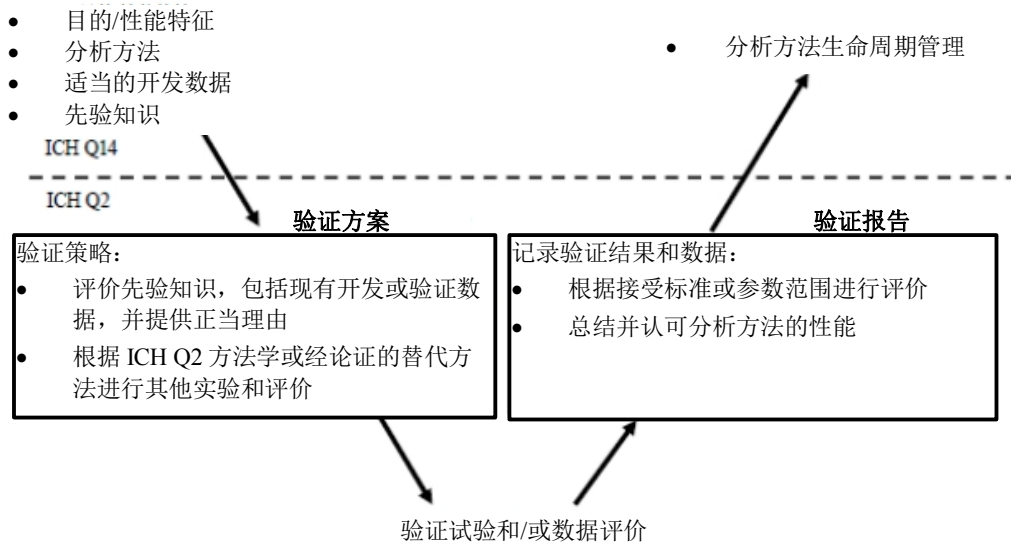 目的/性能特征
分析方法
适当的开发数据
先验知识
分析方法生命周期管理
ICH Q14
ICH Q2
验证方案
验证策略:
评价先验知识,包括现有开发或验证数
据,并提供正当理由
根据 ICH Q2 方法学或经论证的替代方
法进行其他实验和评价
验证报告
记录验证结果和数据:
根据接受标准或参数范围进行评价
总结并认可分析方法的性能
验证试验和/或数据评价